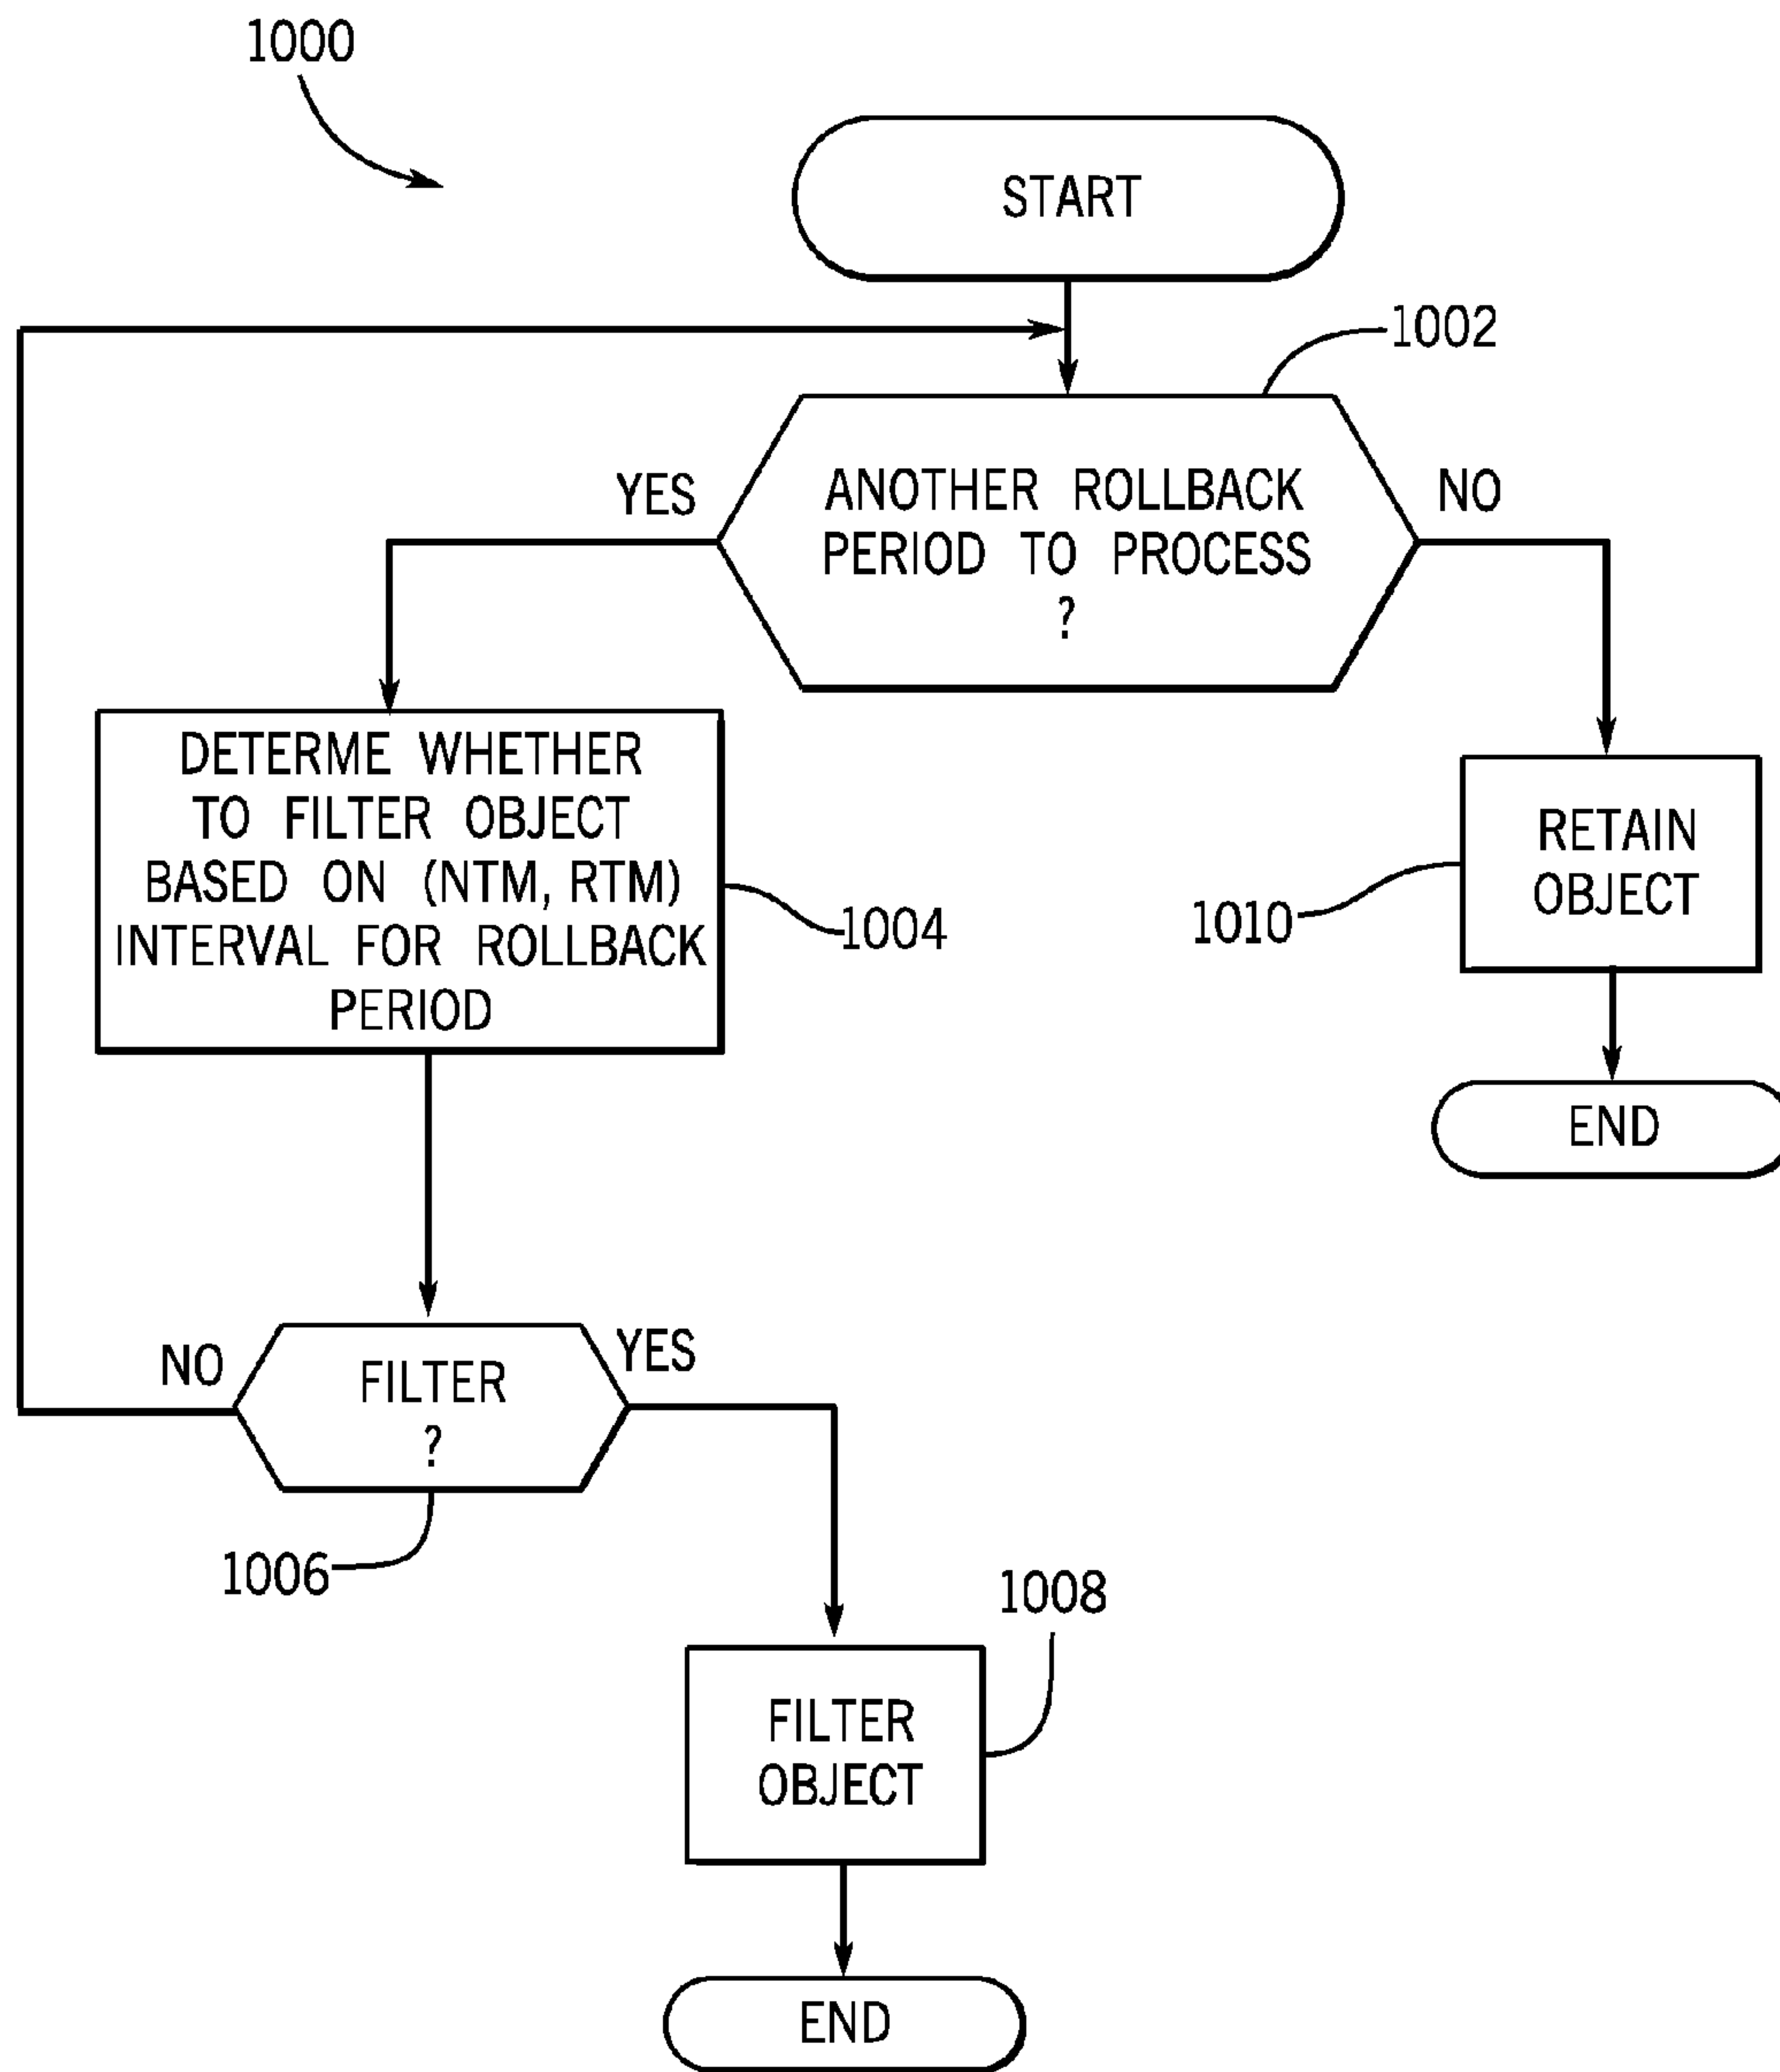 1000
START
1002
YES
ANOTHER ROLLBACK
PERIOD TO PROCESS
?
NO
DETERME WHETHER
TO FILTER OBJECT
BASED ON (NTM, RTM)
INTERVAL FOR ROLLBACK
PERIOD
1004
RETAIN
OBJECT
1010
END
NO
FILTER
?
YES
1006
1008
FILTER
OBJECT
END